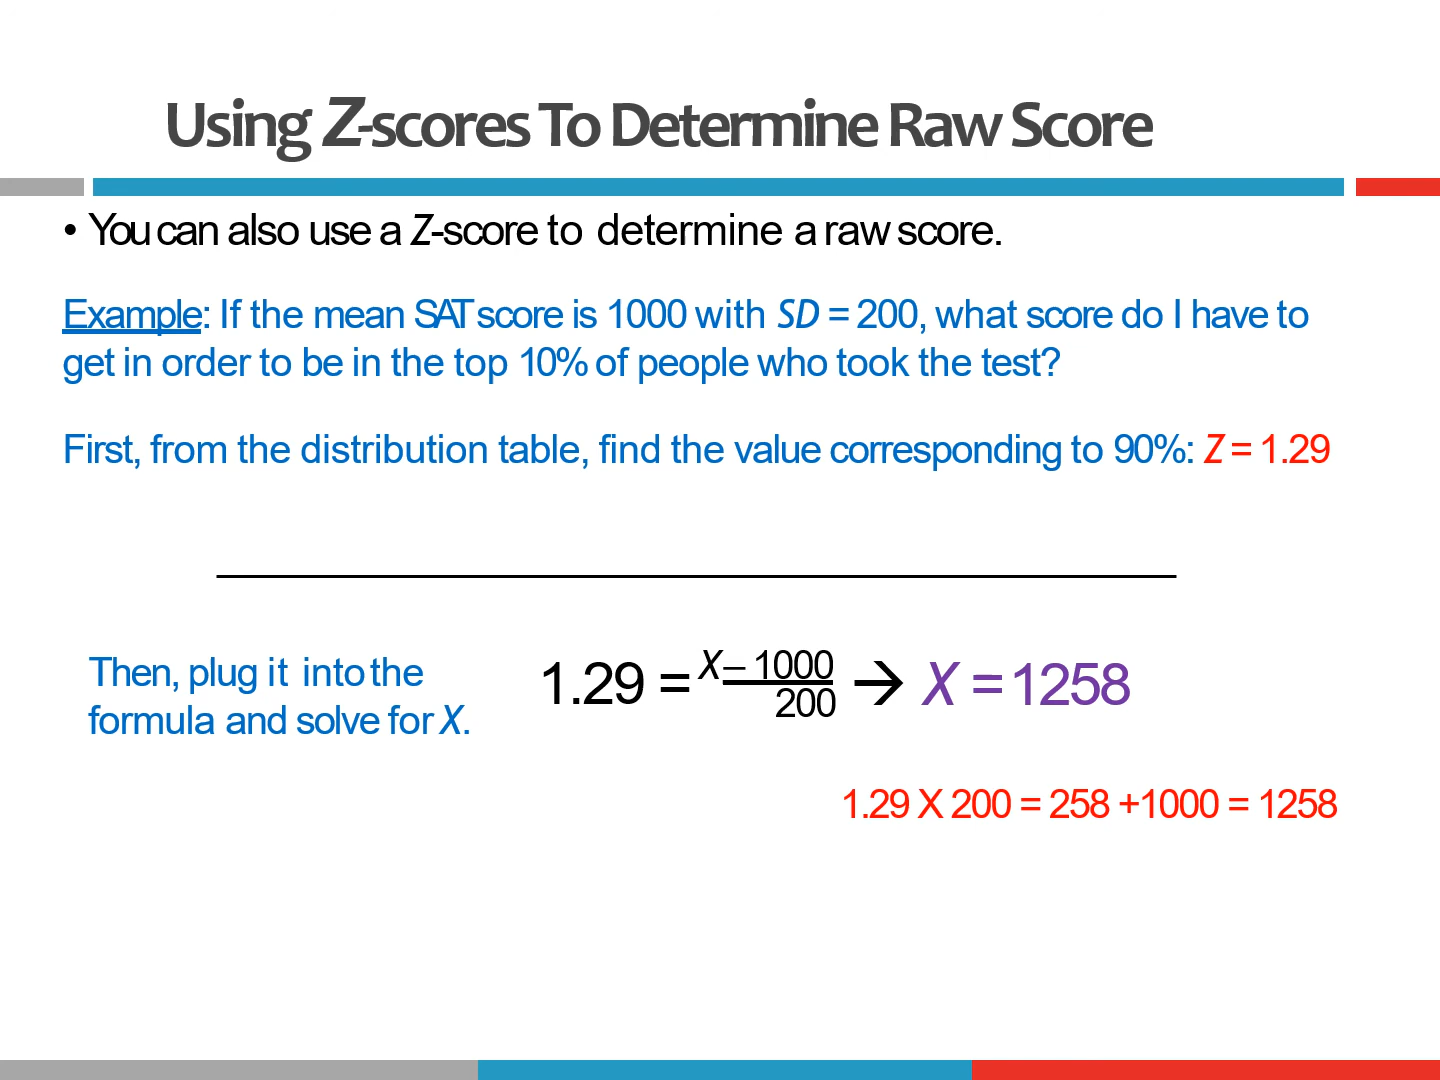 Using Z-scores To Determine Raw Score
• You can also use a Z-score to determine a raw score.
Example: If the mean SAT score is 1000 with SD = 200, what score do I have to
get in order to be in the top 10% of people who took the test?
First, from the distribution table, find the value corresponding to 90%: Z = 1.29
Then, plug it into the
formula and solve for X.
1.29 = X – 1000
200
→ X = 1258
1.29 X 200 = 258 +1000 = 1258